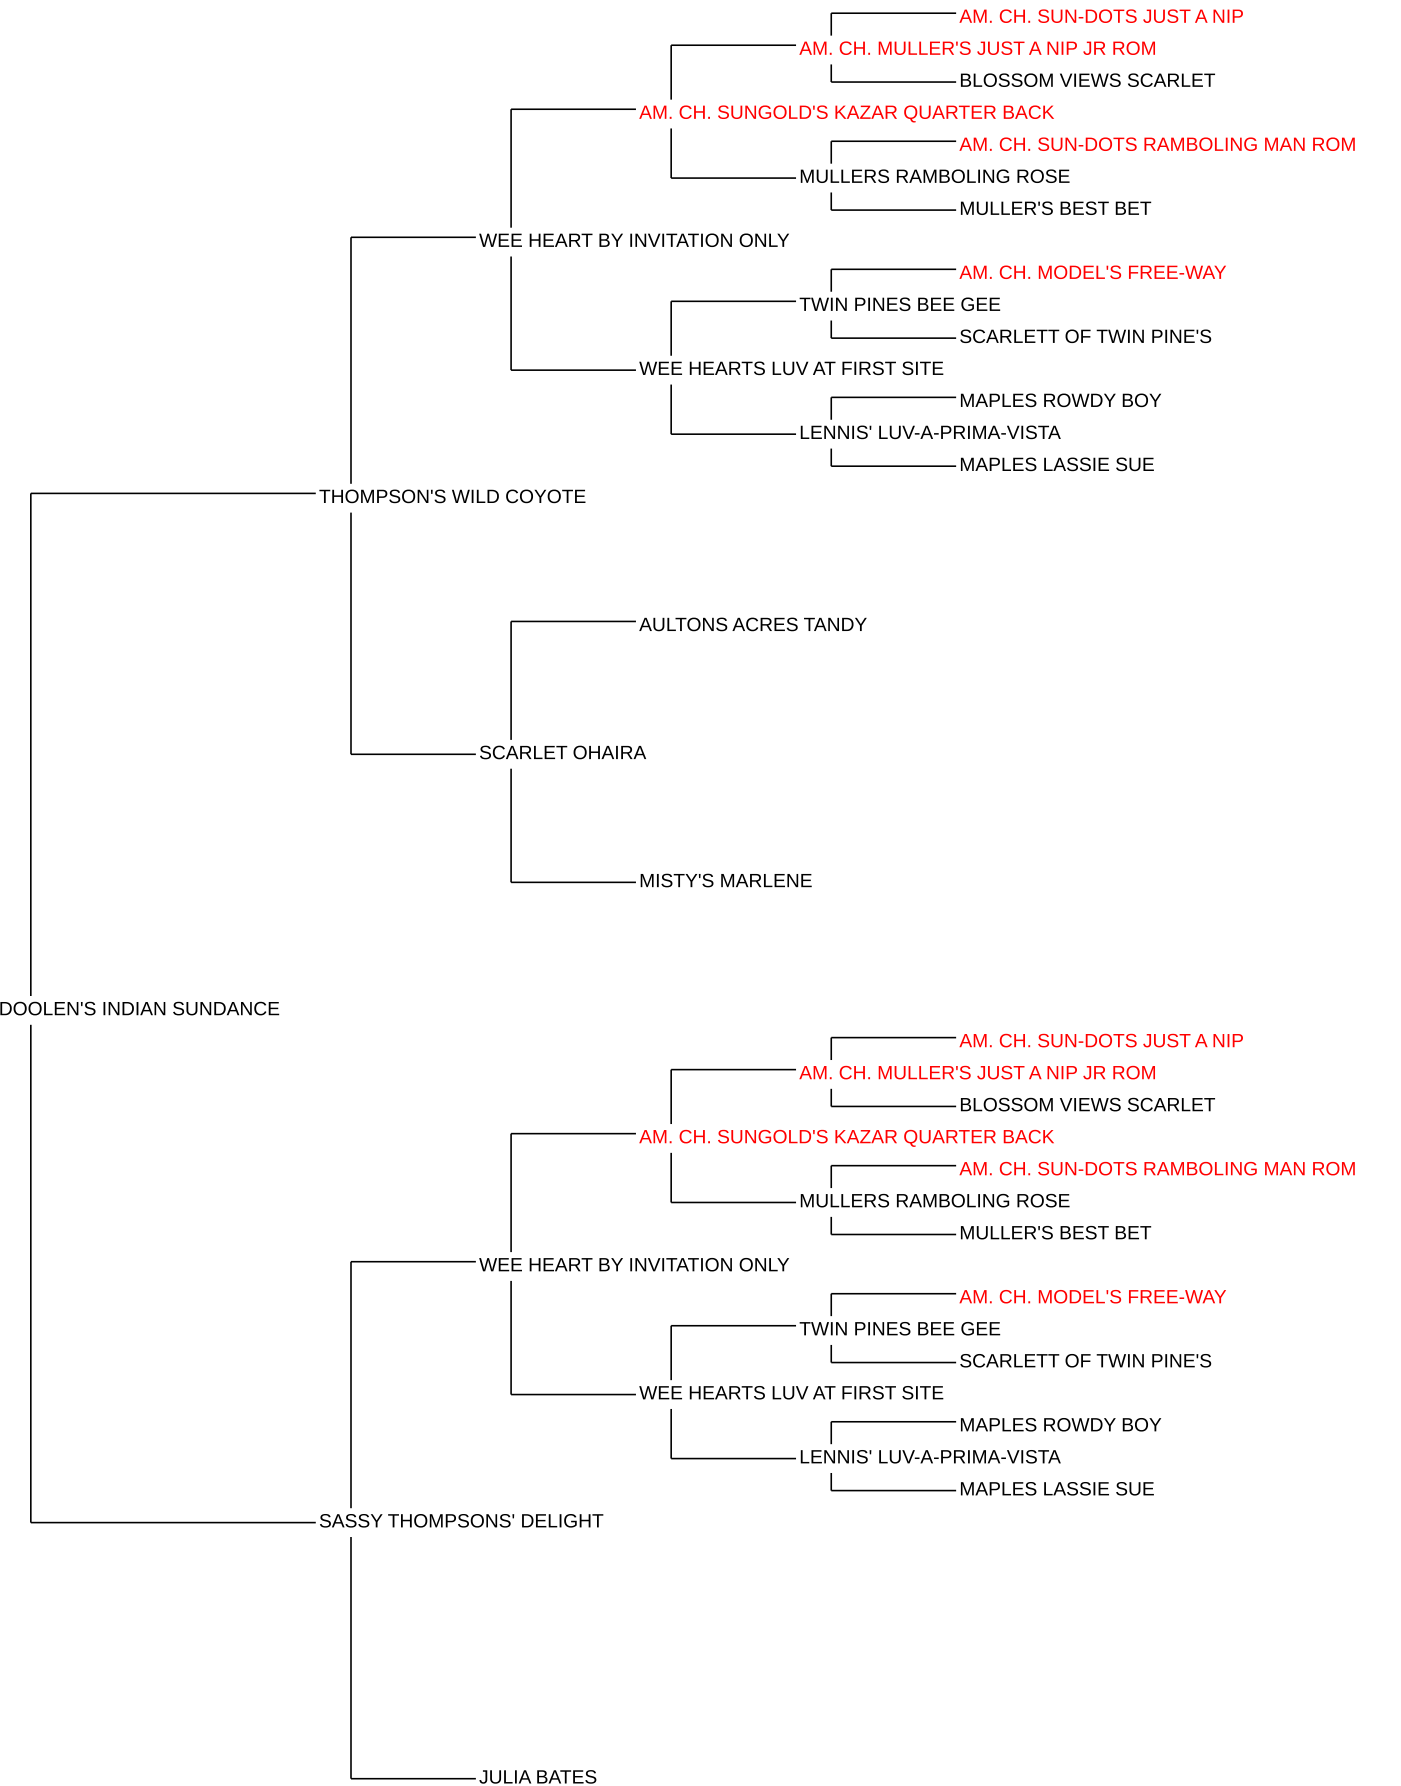 AM. CH. SUN-DOTS JUST A NIP
AM. CH. MULLER'S JUST A NIP JR ROM
BLOSSOM VIEWS SCARLET
AM. CH. SUNGOLD'S KAZAR QUARTER BACK
AM. CH. SUN-DOTS RAMBOLING MAN ROM
MULLERS RAMBOLING ROSE
MULLER'S BEST BET
WEE HEART BY INVITATION ONLY
AM. CH. MODEL'S FREE-WAY
TWIN PINES BEE GEE
SCARLETT OF TWIN PINE'S
WEE HEARTS LUV AT FIRST SITE
MAPLES ROWDY BOY
LENNIS' LUV-A-PRIMA-VISTA
MAPLES LASSIE SUE
THOMPSON'S WILD COYOTE
AULTONS ACRES TANDY
SCARLET OHAIRA
MISTY'S MARLENE
DOOLEN'S INDIAN SUNDANCE
AM. CH. SUN-DOTS JUST A NIP
AM. CH. MULLER'S JUST A NIP JR ROM
BLOSSOM VIEWS SCARLET
AM. CH. SUNGOLD'S KAZAR QUARTER BACK
AM. CH. SUN-DOTS RAMBOLING MAN ROM
MULLERS RAMBOLING ROSE
MULLER'S BEST BET
WEE HEART BY INVITATION ONLY
AM. CH. MODEL'S FREE-WAY
TWIN PINES BEE GEE
SCARLETT OF TWIN PINE'S
WEE HEARTS LUV AT FIRST SITE
MAPLES ROWDY BOY
LENNIS' LUV-A-PRIMA-VISTA
MAPLES LASSIE SUE
SASSY THOMPSONS' DELIGHT
JULIA BATES